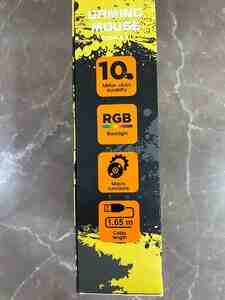 GAMING
MOUSE
10
Million clicks
durability
RGB
Backlight
Macro
functions
1.65 m
Cable
length